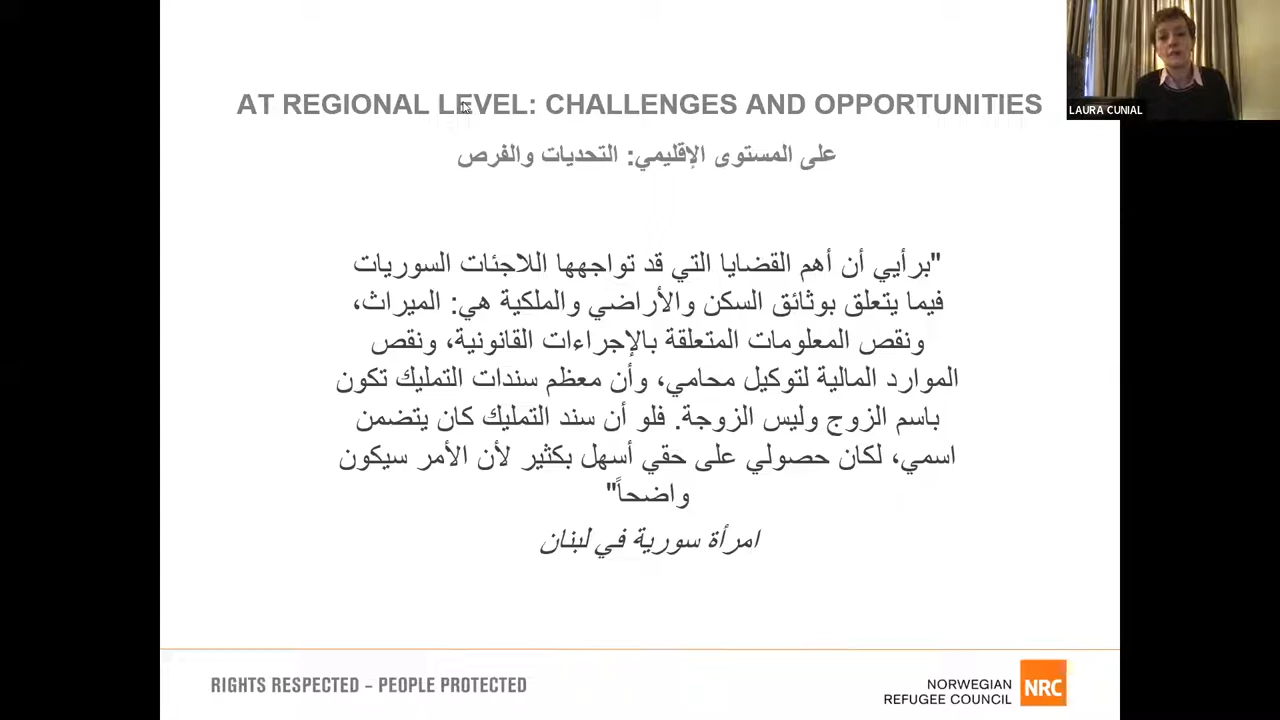 AT REGIONAL LEVEL: CHALLENGES AND OPPORTUNITIES
على المستوى الإقليمي: التحديات والفرص
"برأيي أن أهم القضايا التي قد تواجهها اللاجئات السوريات
فيما يتعلق بوثائق السكن والأراضي والملكية هي: الميراث،
ونقص المعلومات المتعلقة بالإجراءات القانونية، ونقص
الموارد المالية لتوكيل محامي، وأن معظم سندات التمليك تكون
باسم الزوج وليس الزوجة. فلو أن سند التمليك كان يتضمن
اسمي، لكان حصولي على حقي أسهل بكثير لأن الأمر سيكون
واضحاً"
امرأة سورية في لبنان
LAURA CUNIAL
RIGHTS RESPECTED – PEOPLE PROTECTED
NORWEGIAN
REFUGEE COUNCIL
NRC